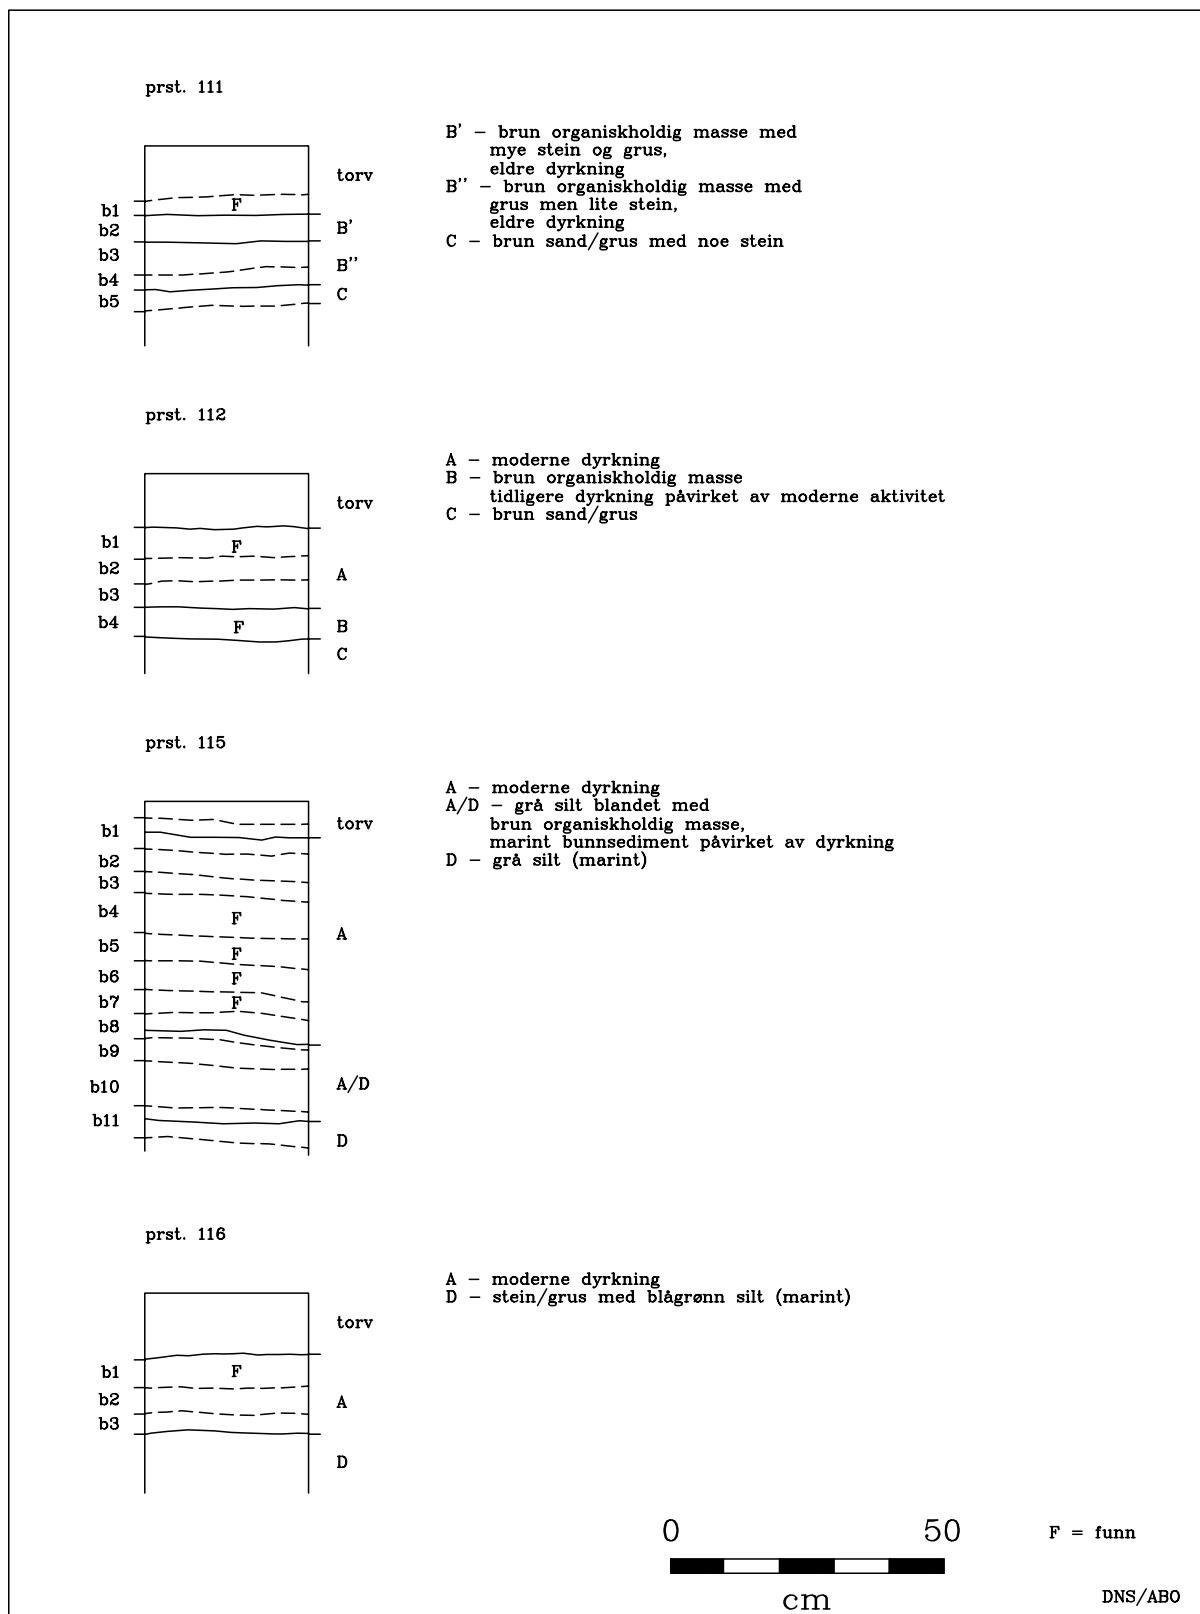 prst. 111
B' – brun organiskholdig masse med
mye stein og grus,
eldre dyrkning
B'' – brun organiskholdig masse med
grus men lite stein,
eldre dyrkning
C – brun sand/grus med noe stein
torv
F
b1
b2
B'
b3
B''
b4
C
b5
prst. 112
A – moderne dyrkning
B – brun organiskholdig masse
tidligere dyrkning påvirket av moderne aktivitet
C – brun sand/grus
torv
b1
F
b2
A
b3
b4
F
B
C
prst. 115
A – moderne dyrkning
A/D – grå silt blandet med
brun organiskholdig masse,
marint bunnsediment påvirket av dyrkning
D – grå silt (marint)
torv
b1
b2
b3
b4
F
A
b5
F
b6
F
b7
F
b8
b9
b10
A/D
b11
D
prst. 116
A – moderne dyrkning
D – stein/grus med blågrønn silt (marint)
torv
b1
F
b2
A
b3
D
0 50
cm
F = funn
DNS/ABO